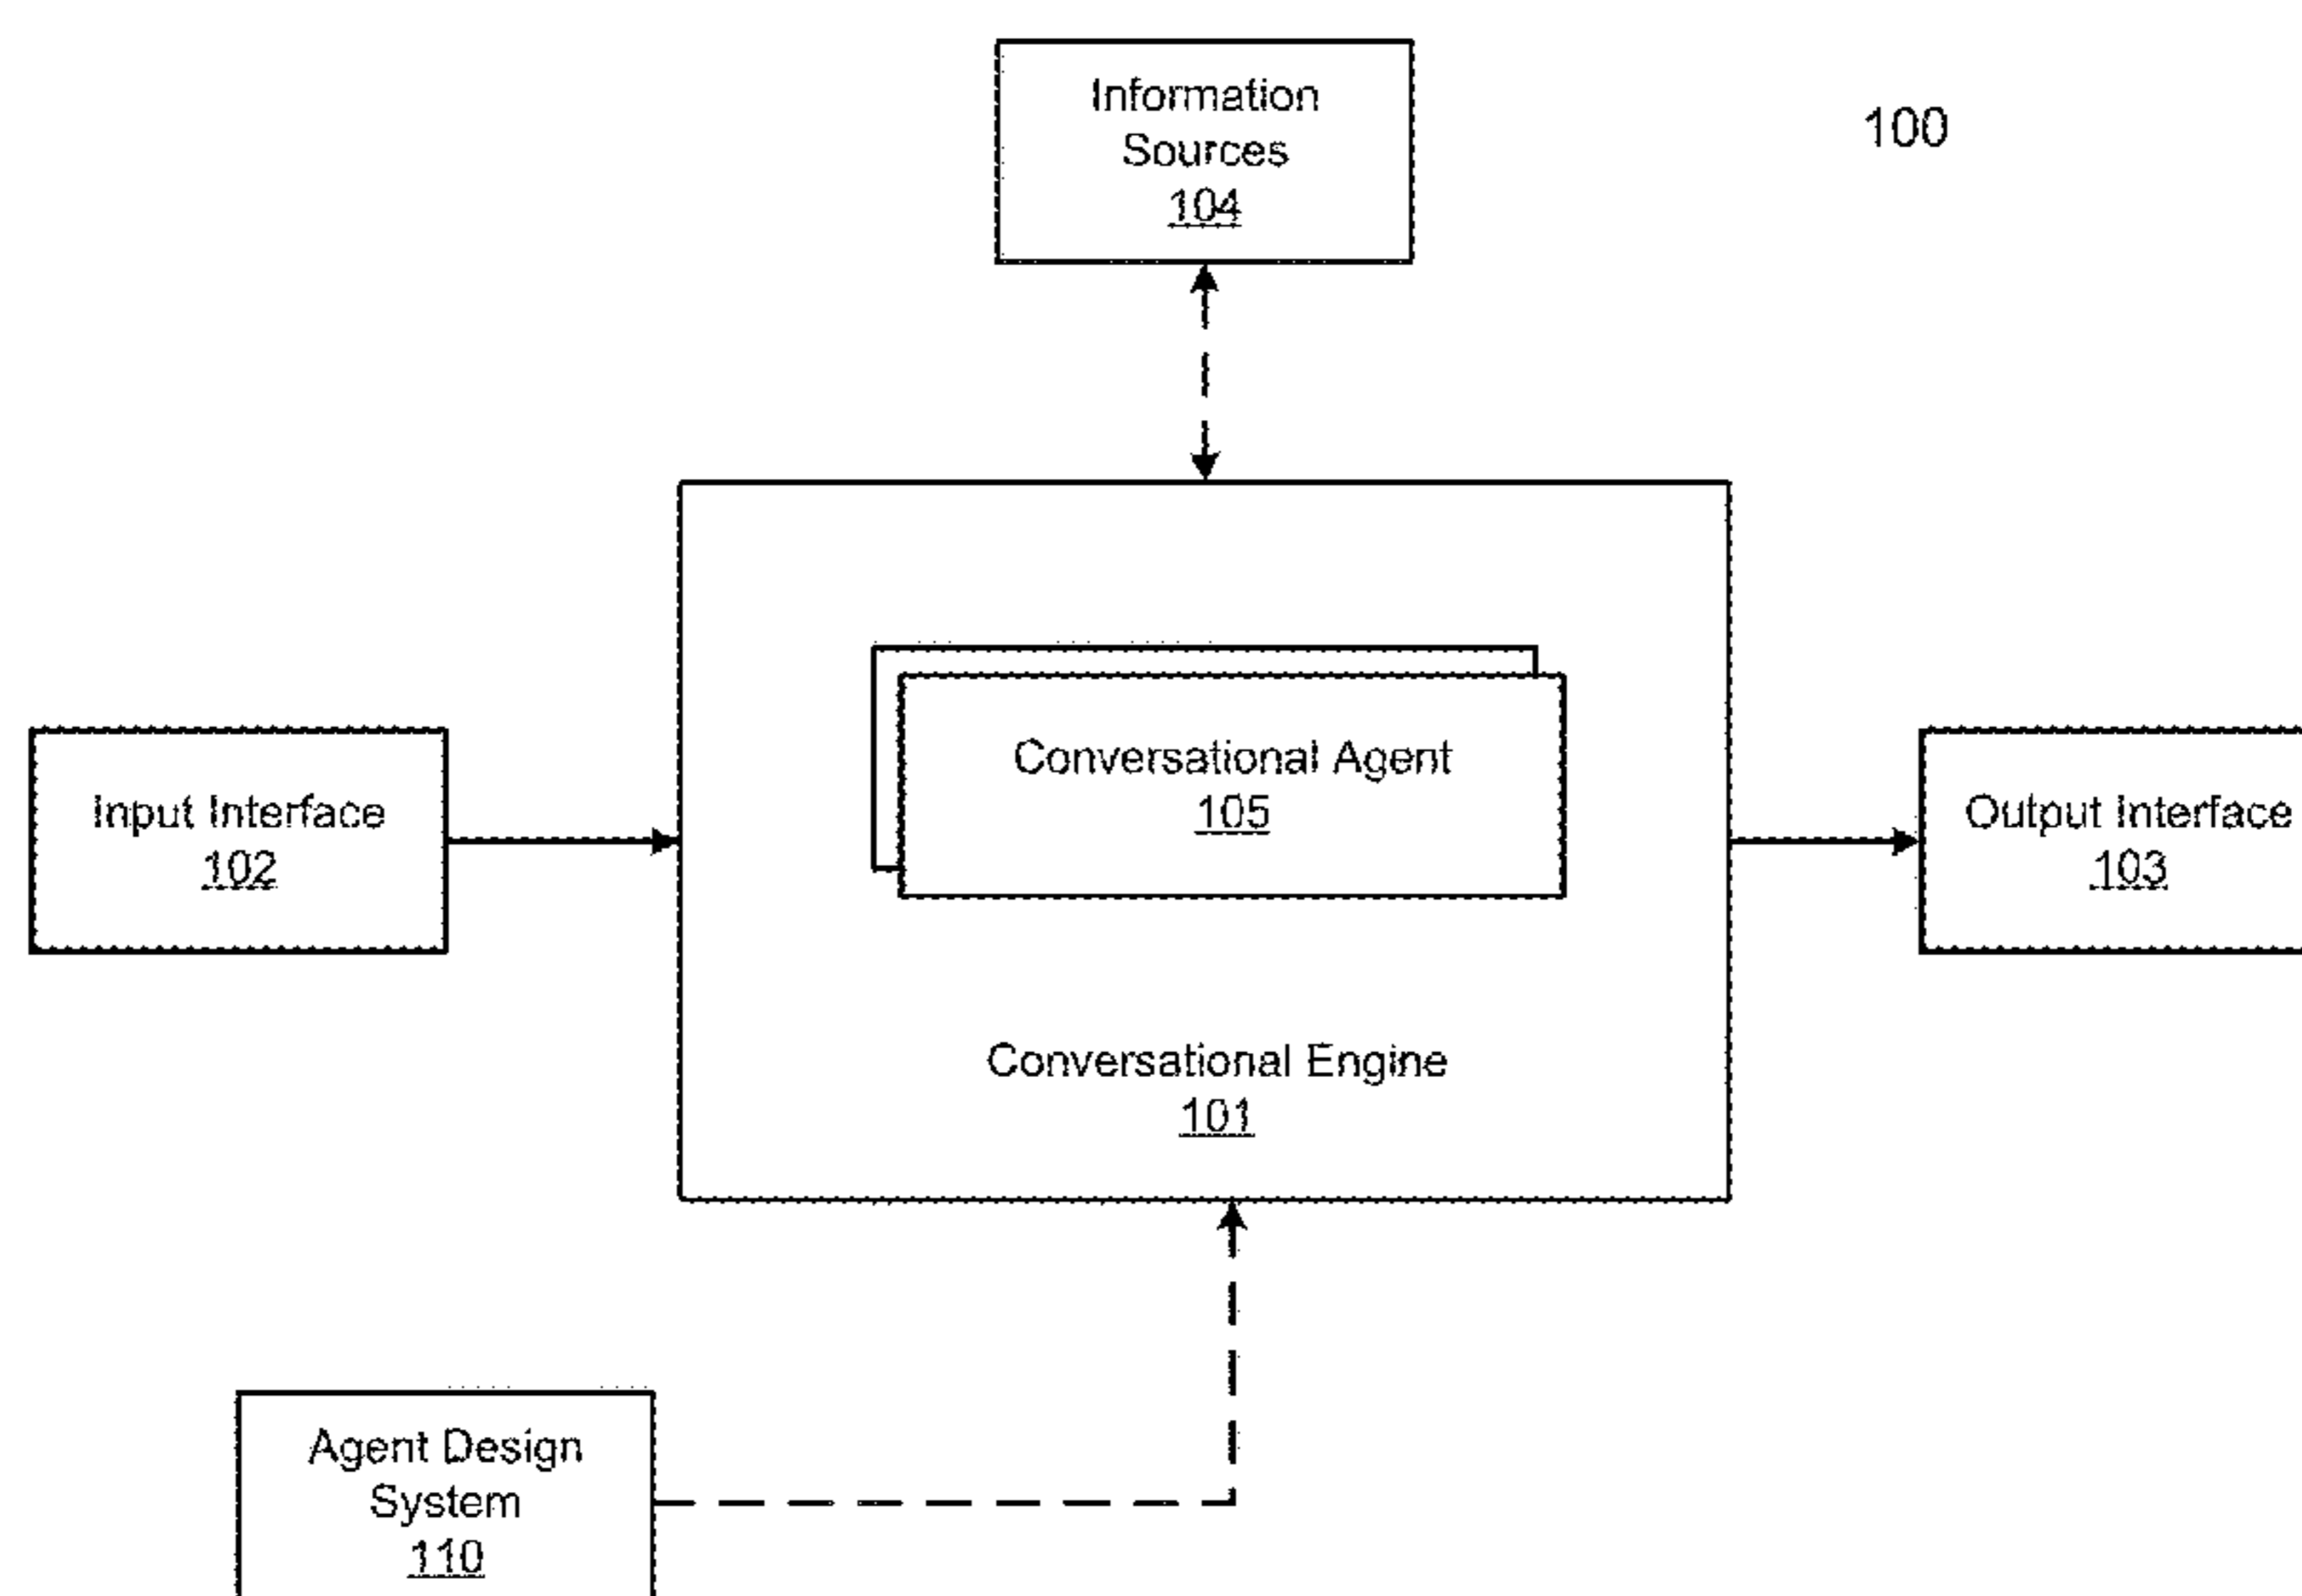 Information
Sources
104
100
Conversational Agent
105
Input Interface
102
Output Interface
103
Conversational Engine
101
Agent Design
System
110